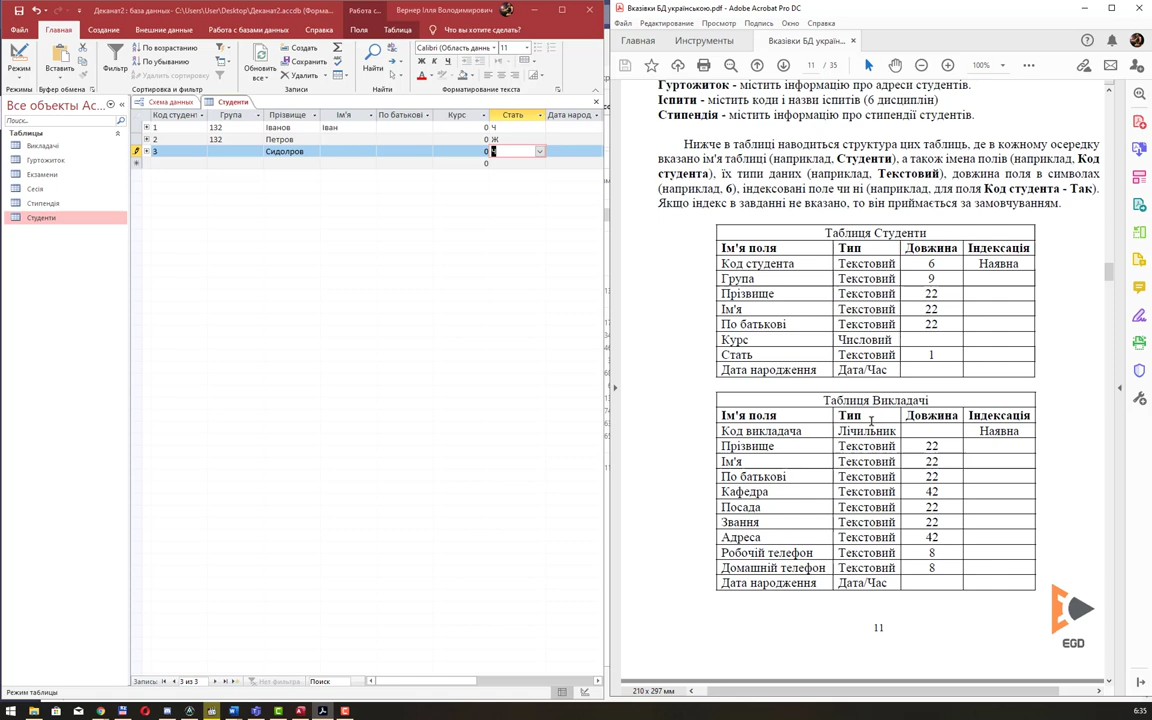 Деканат2 : база данных- C:\Users\User\Desktop\Деканат2.accdb (Форма...
Работа с...
Вернер Ілля Володимирович
Файл Главная Создание Внешние данные Работа с базами данных Справка Поля Таблица Что вы хотите сделать?
Режим
Вставить
Фильтр
По возрастанию
По убыванию
Удалить сортировку
Обновить
все
Создать
Сохранить
Удалить
Найти
Calibri (Область даннь 11
Ж К Ч
Режимы
Буфер обмена
Сортировка и фильтр
Записи
Найти
Форматирование текста
Все объекты Ac...
Поиск...
Таблицы
Викладачі
Гуртожиток
Екзамени
Сесія
Стипендія
Студенти
Схема данных Студенти
Код студент Група Прізвище Ім'я По батькові Курс Стать Дата народ
1 132 Іванов Іван 0 Ч
2 132 Петров 0 Ж
3 Сидолров 0 Ч
0
Запись: 3 из 3 Нет фильтра Поиск
Режим таблицы
Вказівки БД українською.pdf - Adobe Acrobat Pro DC
Файл Редактирование Просмотр Подпись Окно Справка
Главная Инструменты Вказівки БД україн... ×
11 / 35 100%
Гуртожиток - містить інформацію про адреси студентів.
Іспити - містить коди і назви іспитів (6 дисциплін)
Стипендія - містить інформацію про стипендії студентів.
Нижче в таблиці наводиться структура цих таблиць, де в кожному осередку
вказано ім'я таблиці (наприклад, Студенти), а також імена полів (наприклад, Код
студента), їх типи даних (наприклад, Текстовий), довжина поля в символах
(наприклад, 6), індексовані поле чи ні (наприклад, для поля Код студента - Так).
Якщо індекс в завданні не вказано, то він приймається за замовчуванням.
Таблиця Студенти
Ім'я поля Тип Довжина Індексація
Код студента Текстовий 6 Наявна
Група Текстовий 9
Прізвище Текстовий 22
Ім'я Текстовий 22
По батькові Текстовий 22
Курс Числовий
Стать Текстовий 1
Дата народження Дата/Час
Таблиця Викладачі
Ім'я поля Тип Довжина Індексація
Код викладача Лічильник Наявна
Прізвище Текстовий 22
Ім'я Текстовий 22
По батькові Текстовий 22
Кафедра Текстовий 42
Посада Текстовий 22
Звання Текстовий 22
Адреса Текстовий 42
Робочій телефон Текстовий 8
Домашній телефон Текстовий 8
Дата народження Дата/Час
11
EGD
210 x 297 мм
6:35